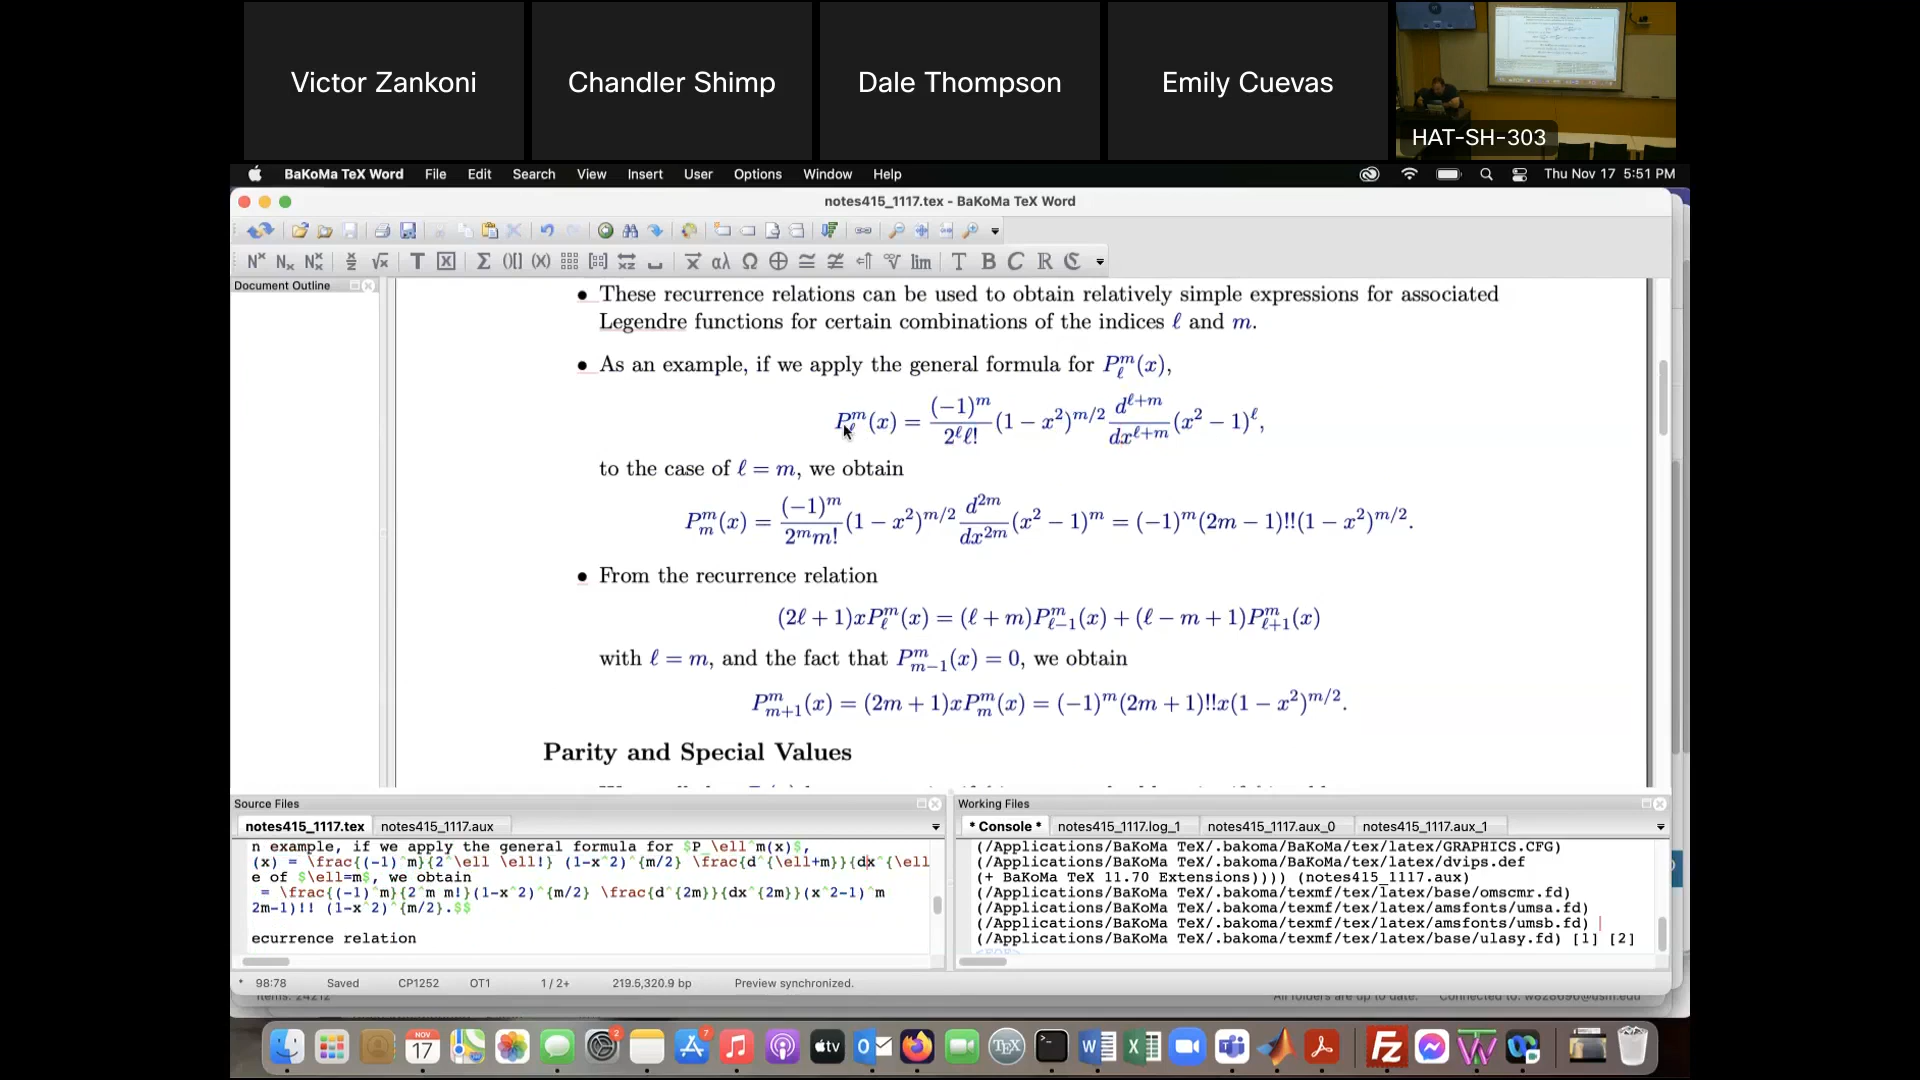 Victor Zankoni
Chandler Shimp
Dale Thompson
Emily Cuevas
HAT-SH-303
BaKoMa TeX Word File Edit Search View Insert User Options Window Help Thu Nov 17 5:51 PM
notes415_1117.tex - BaKoMa TeX Word
Document Outline
• These recurrence relations can be used to obtain relatively simple expressions for associated
Legendre functions for certain combinations of the indices ℓ and m.
• As an example, if we apply the general formula for P_ℓ^m(x),
P_ℓ^m(x) = \frac{(-1)^m}{2^ℓ ℓ!}(1 − x^2)^{m/2} \frac{d^{ℓ+m}}{dx^{ℓ+m}}(x^2 − 1)^ℓ,
to the case of ℓ = m, we obtain
P_m^m(x) = \frac{(-1)^m}{2^m m!}(1 − x^2)^{m/2} \frac{d^{2m}}{dx^{2m}}(x^2 − 1)^m = (−1)^m(2m − 1)!!(1 − x^2)^{m/2}.
• From the recurrence relation
(2ℓ + 1)xP_ℓ^m(x) = (ℓ + m)P_{ℓ−1}^m(x) + (ℓ − m + 1)P_{ℓ+1}^m(x)
with ℓ = m, and the fact that P_{m−1}^m(x) = 0, we obtain
P_{m+1}^m(x) = (2m + 1)xP_m^m(x) = (−1)^m(2m + 1)!!x(1 − x^2)^{m/2}.
Parity and Special Values
Source Files
notes415_1117.tex notes415_1117.aux
n example, if we apply the general formula for $P_\ell^m(x)$,
(x) = \frac{(-1)^m}{2^\ell \ell!} (1-x^2)^{m/2} \frac{d^{\ell+m}}{dx^{\ell
e of $\ell=m$, we obtain
= \frac{(-1)^m}{2^m m!}(1-x^2)^{m/2} \frac{d^{2m}}{dx^{2m}}(x^2-1)^m
2m-1)!! (1-x^2)^{m/2}.$$
ecurrence relation
Working Files
* Console * notes415_1117.log_1 notes415_1117.aux_0 notes415_1117.aux_1
(/Applications/BaKoMa TeX/.bakoma/BaKoMa/tex/latex/GRAPHICS.CFG)
(/Applications/BaKoMa TeX/.bakoma/texmf/tex/latex/dvips.def
(+ BaKoMa TeX 11.70 Extensions)))) (notes415_1117.aux)
(/Applications/BaKoMa TeX/.bakoma/texmf/tex/latex/base/omscmr.fd)
(/Applications/BaKoMa TeX/.bakoma/texmf/tex/latex/amsfonts/umsa.fd)
(/Applications/BaKoMa TeX/.bakoma/texmf/tex/latex/amsfonts/umsb.fd)
(/Applications/BaKoMa TeX/.bakoma/texmf/tex/latex/base/ulasy.fd) [1] [2]
* 98:78 Saved CP1252 OT1 1 / 2+ 219.5,320.9 bp Preview synchronized.
NOV
17
2
7
tv
TEX